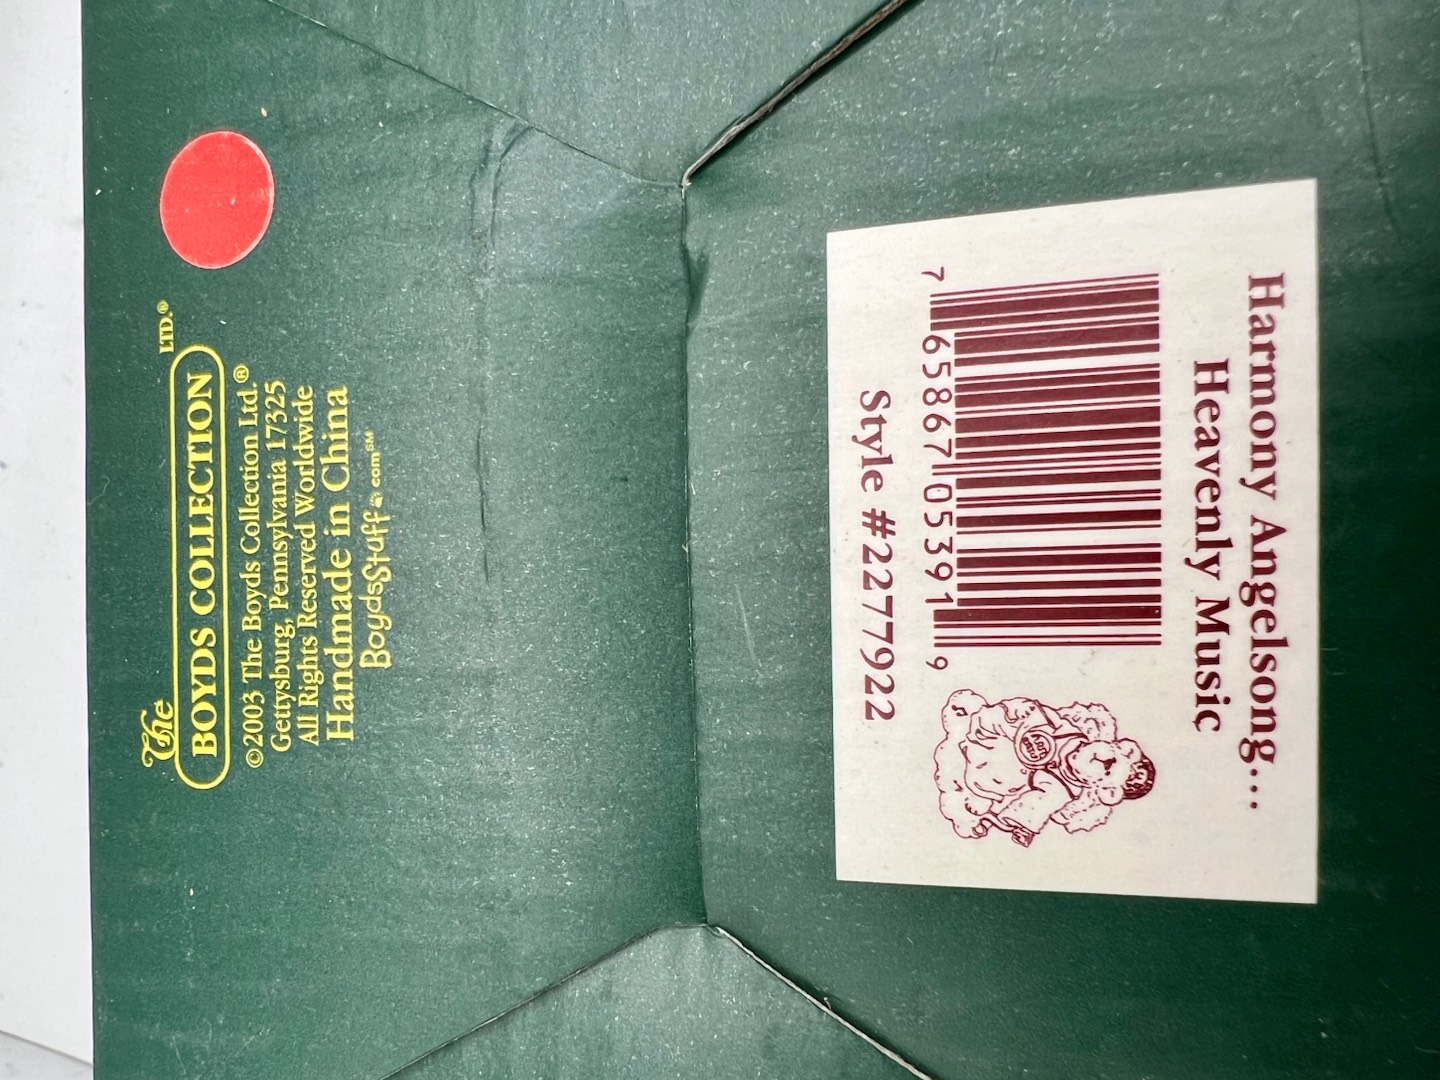 The
BOYDS COLLECTION
LTD.®
©2003 The Boyds Collection Ltd.®
Gettysburg, Pennsylvania 17325
All Rights Reserved Worldwide
Handmade in China
BoydsStuff.com℠
Harmony Angelsong...
Heavenly Music
7 65867 05391 9
Style #2277922